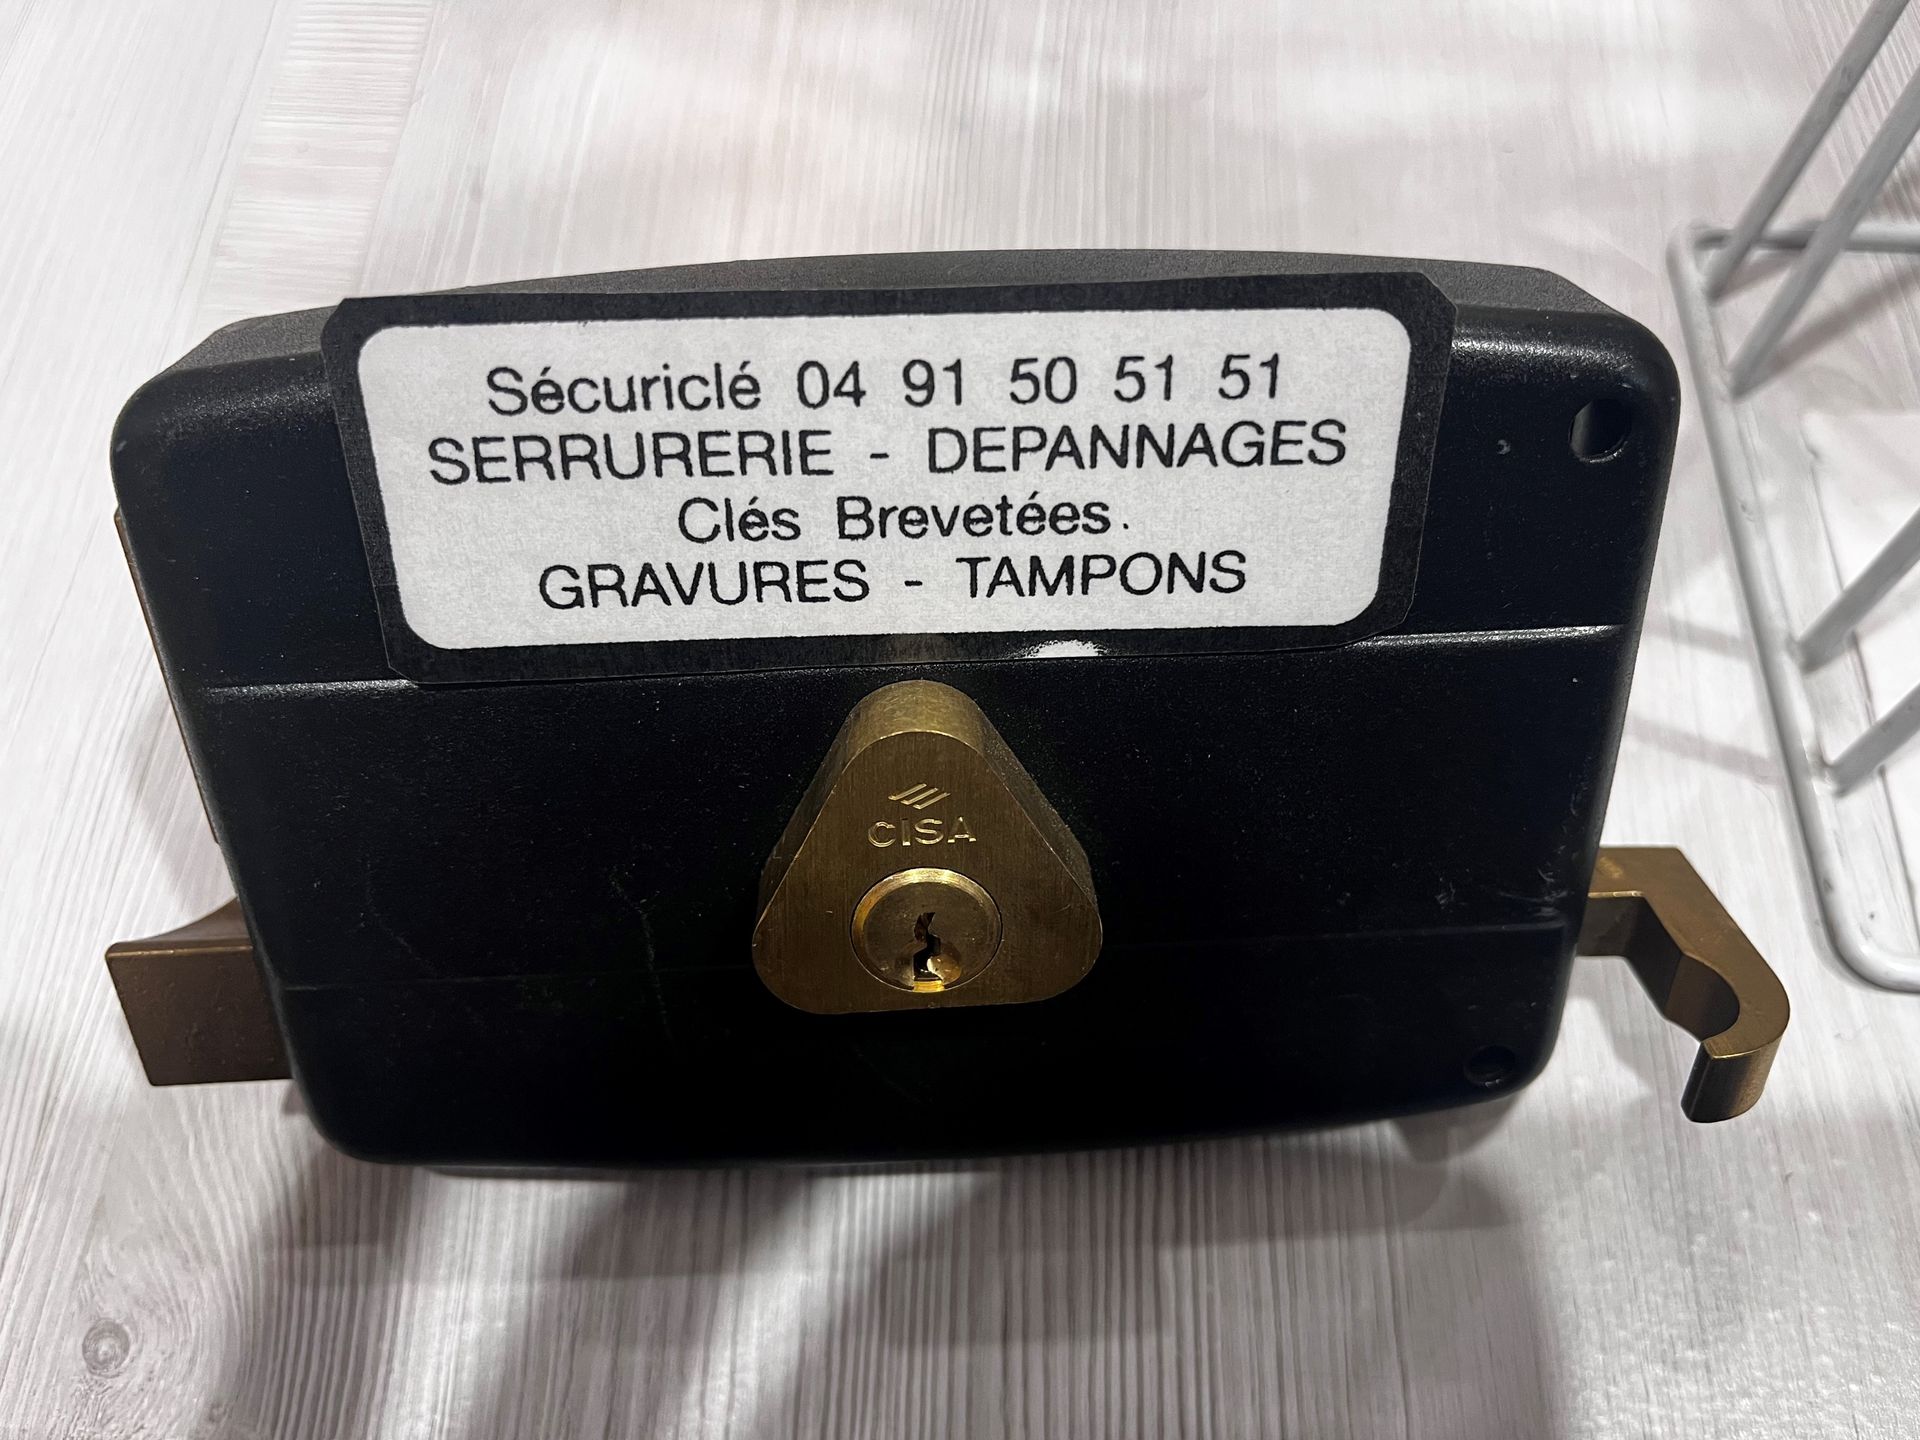 Sécuriclé 04 91 50 51 51
SERRURERIE - DEPANNAGES
Clés Brevetées.
GRAVURES - TAMPONS
CISA